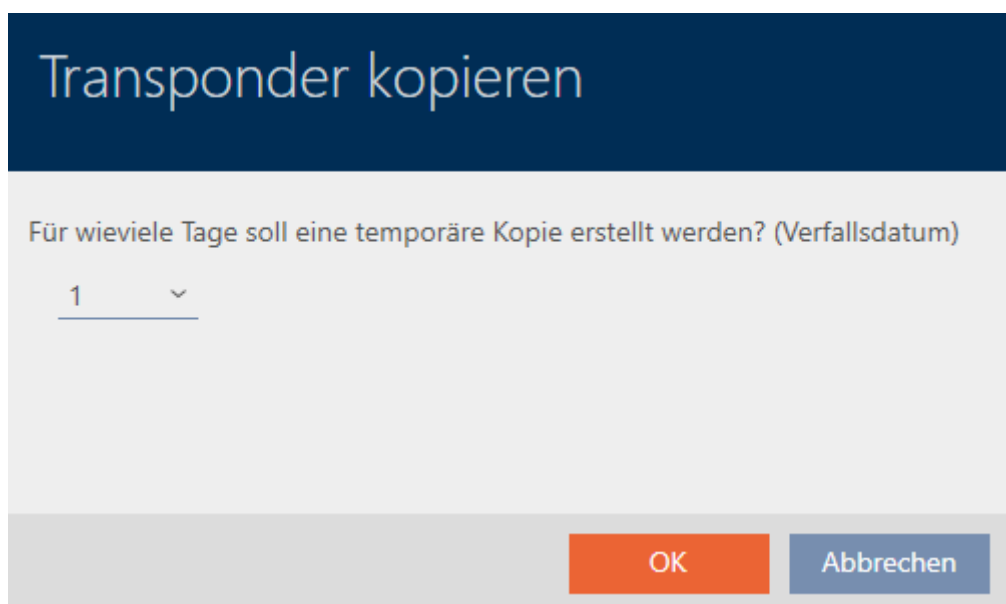 Transponder kopieren
Für wieviele Tage soll eine temporäre Kopie erstellt werden? (Verfallsdatum)
1
OK Abbrechen